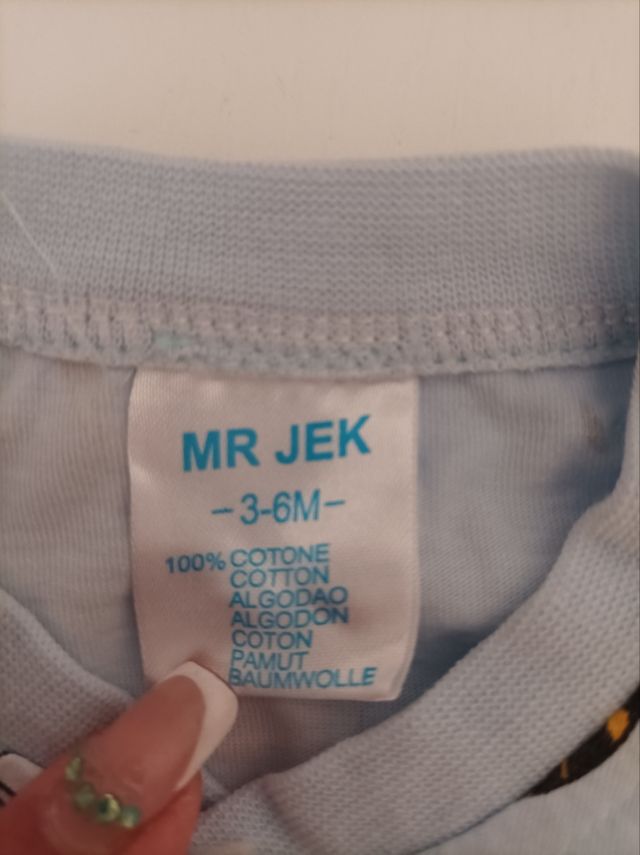 MR JEK
-3-6M-
100% COTONE
COTTON
ALGODAO
ALGODON
COTON
PAMUT
BAUMWOLLE